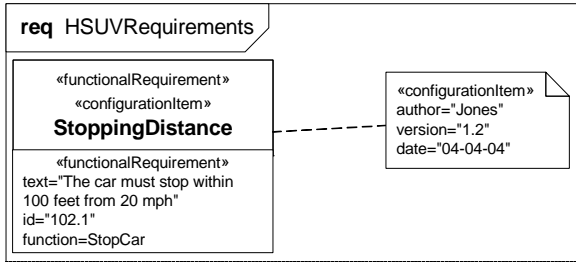 req HSUVRequirements
«functionalRequirement»
«configurationItem»
StoppingDistance
«functionalRequirement»
text="The car must stop within
100 feet from 20 mph"
id="102.1"
function=StopCar
«configurationItem»
author="Jones"
version="1.2"
date="04-04-04"